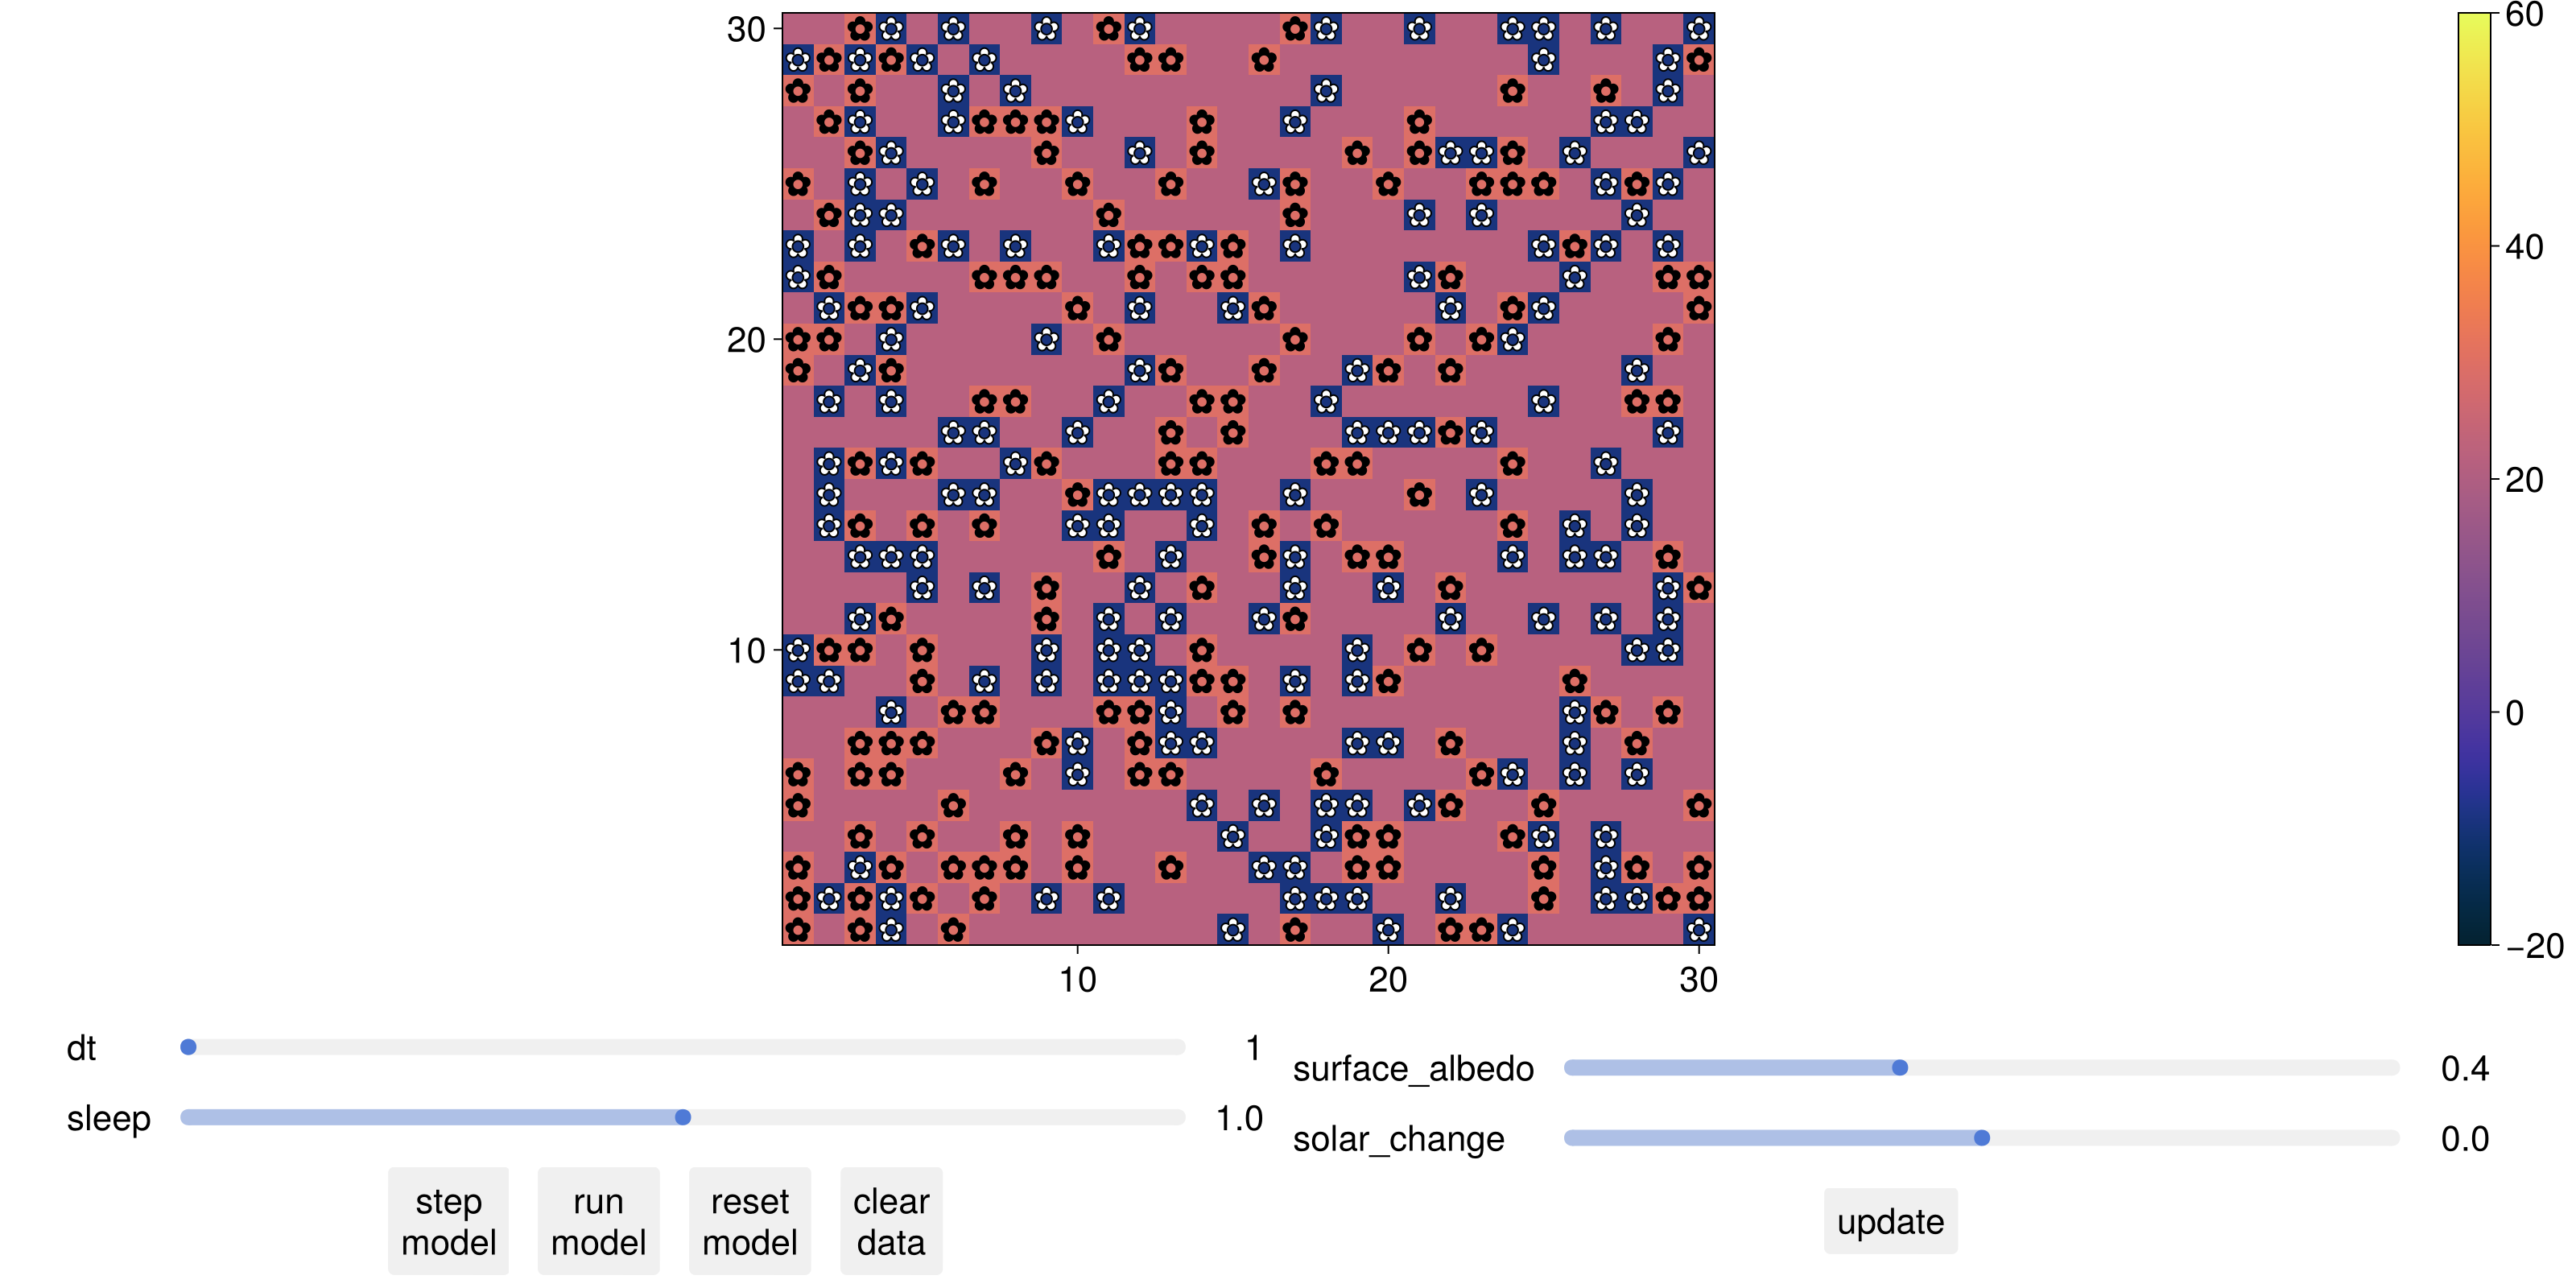 30
20
10
10 20 30
60
40
20
0
−20
dt 1
sleep 1.0
surface_albedo 0.4
solar_change 0.0
step
model
run
model
reset
model
clear
data
update